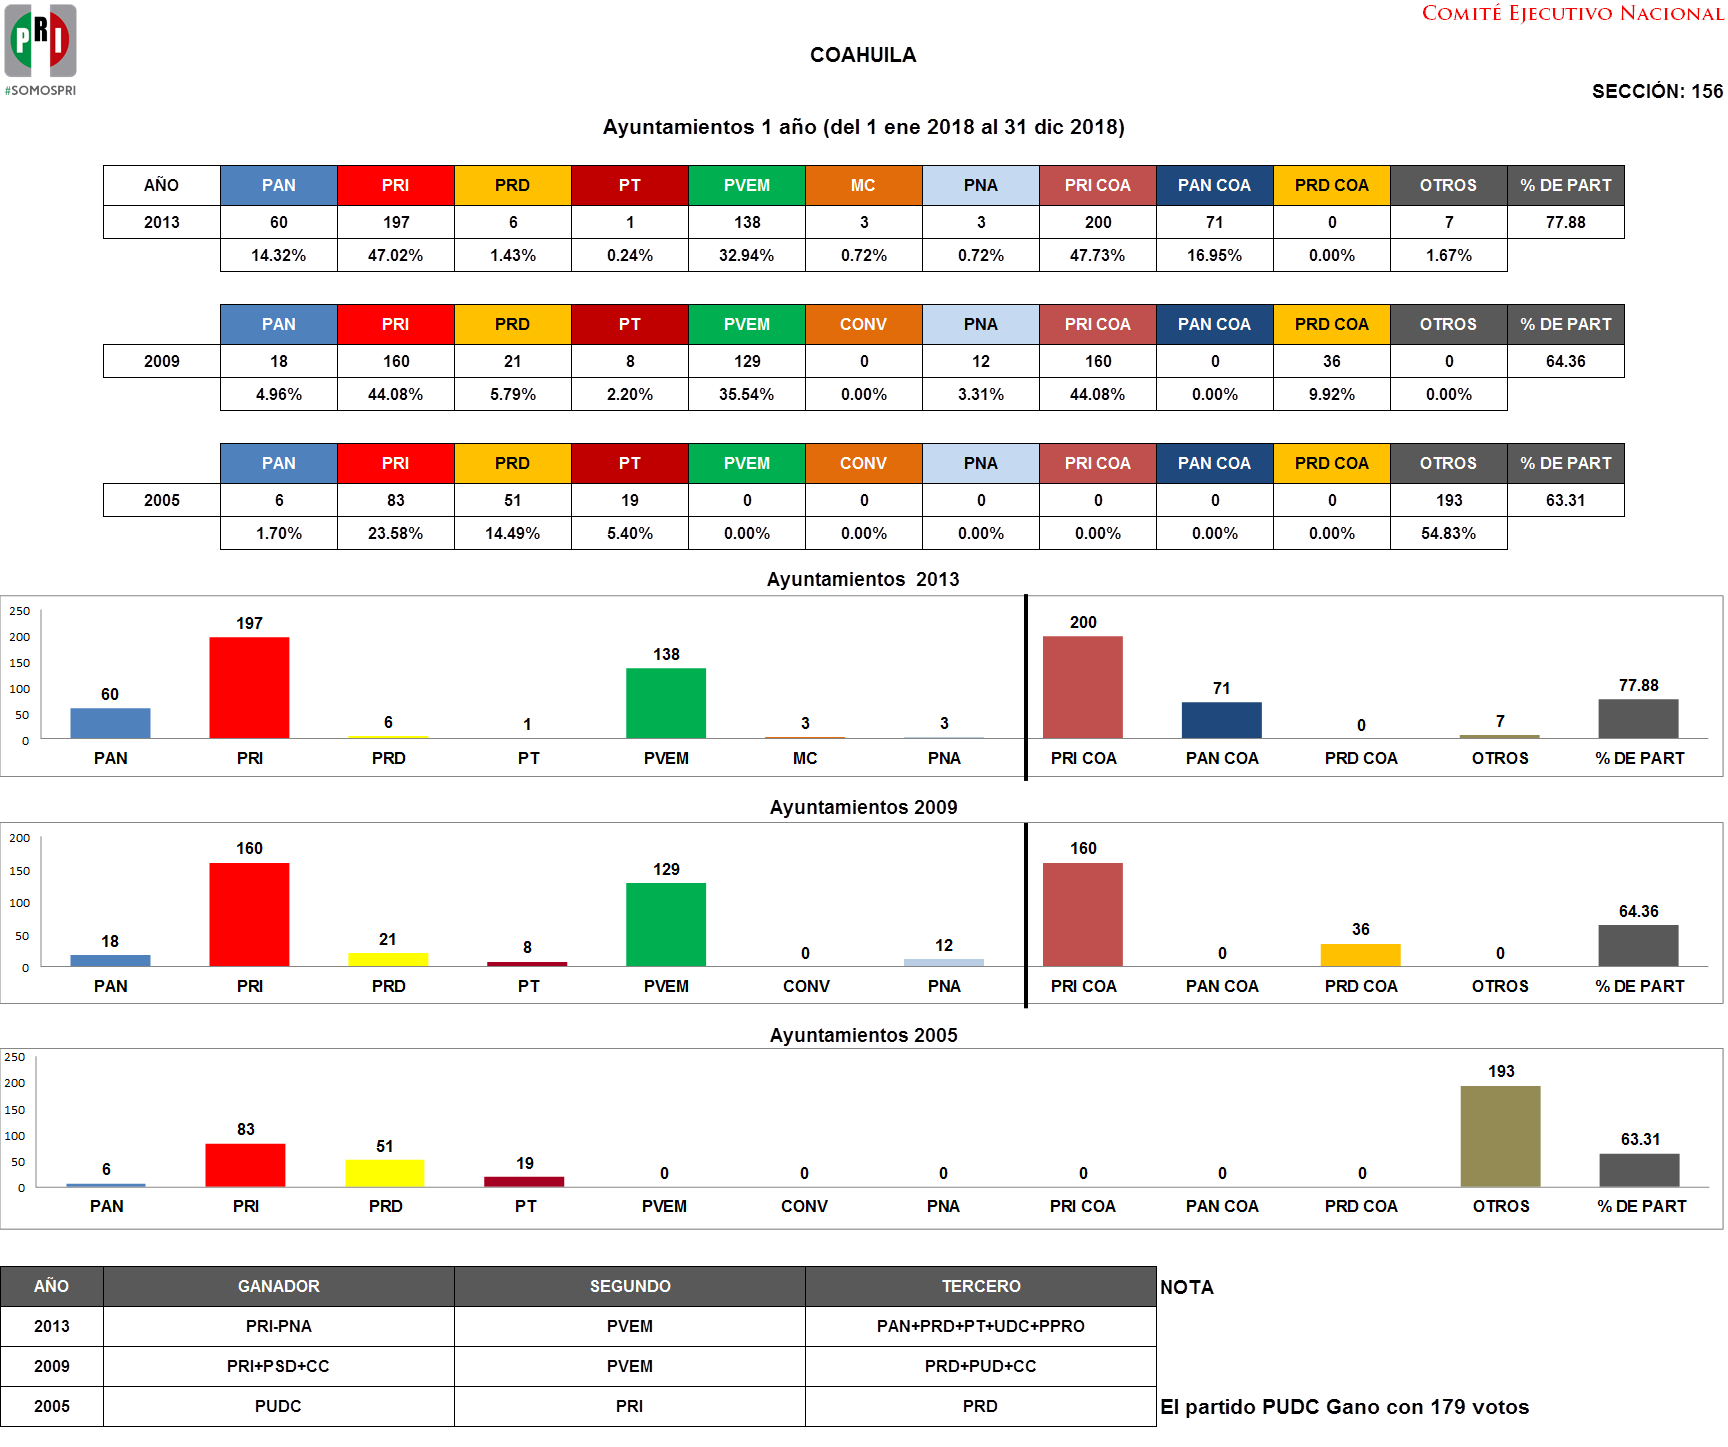 PRI
#SOMOSPRI
COMITÉ EJECUTIVO NACIONAL
COAHUILA
SECCIÓN: 156
Ayuntamientos 1 año (del 1 ene 2018 al 31 dic 2018)
AÑO PAN PRI PRD PT PVEM MC PNA PRI COA PAN COA PRD COA OTROS % DE PART
2013 60 197 6 1 138 3 3 200 71 0 7 77.88
14.32% 47.02% 1.43% 0.24% 32.94% 0.72% 0.72% 47.73% 16.95% 0.00% 1.67%
PAN PRI PRD PT PVEM CONV PNA PRI COA PAN COA PRD COA OTROS % DE PART
2009 18 160 21 8 129 0 12 160 0 36 0 64.36
4.96% 44.08% 5.79% 2.20% 35.54% 0.00% 3.31% 44.08% 0.00% 9.92% 0.00%
PAN PRI PRD PT PVEM CONV PNA PRI COA PAN COA PRD COA OTROS % DE PART
2005 6 83 51 19 0 0 0 0 0 0 193 63.31
1.70% 23.58% 14.49% 5.40% 0.00% 0.00% 0.00% 0.00% 0.00% 0.00% 54.83%
Ayuntamientos 2013
250
200
150
100
50
0
60 197 6 1 138 3 3 200 71 0 7 77.88
PAN PRI PRD PT PVEM MC PNA PRI COA PAN COA PRD COA OTROS % DE PART
Ayuntamientos 2009
200
150
100
50
0
18 160 21 8 129 0 12 160 0 36 0 64.36
PAN PRI PRD PT PVEM CONV PNA PRI COA PAN COA PRD COA OTROS % DE PART
Ayuntamientos 2005
250
200
150
100
50
0
6 83 51 19 0 0 0 0 0 0 193 63.31
PAN PRI PRD PT PVEM CONV PNA PRI COA PAN COA PRD COA OTROS % DE PART
AÑO GANADOR SEGUNDO TERCERO NOTA
2013 PRI-PNA PVEM PAN+PRD+PT+UDC+PPRO
2009 PRI+PSD+CC PVEM PRD+PUD+CC
2005 PUDC PRI PRD El partido PUDC Gano con 179 votos